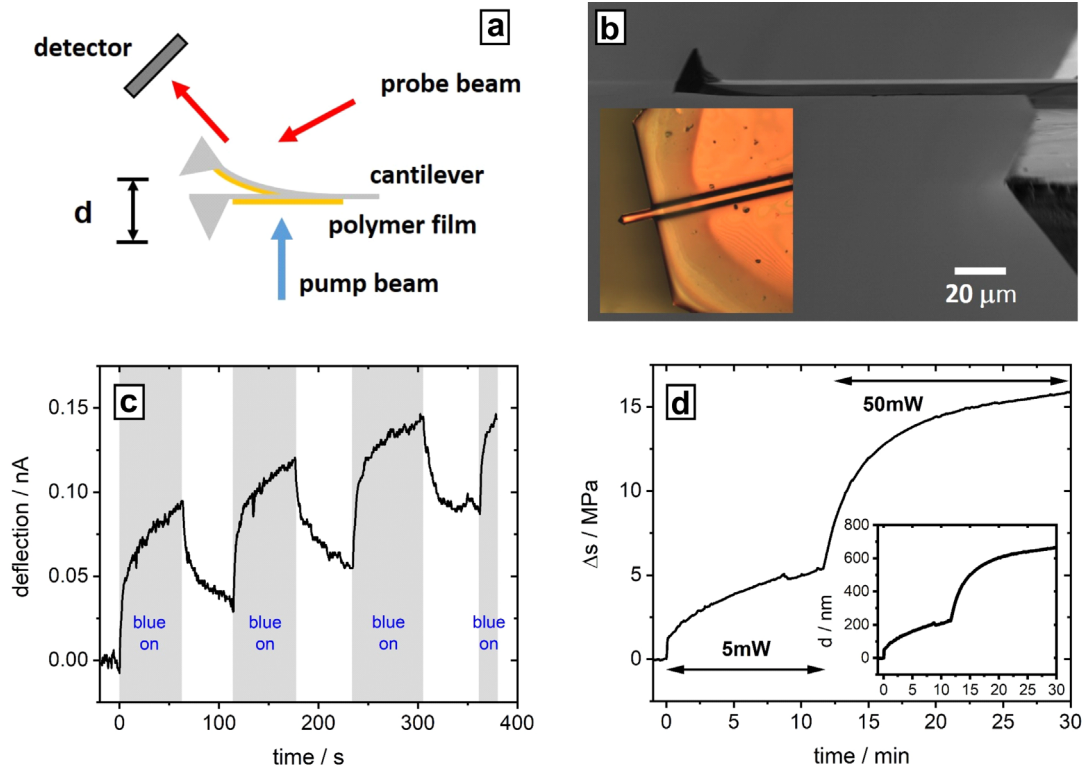 a
detector
probe beam
cantilever
d
polymer film
pump beam
b
20 μm
c
0.15
0.10
0.05
0.00
deflection / nA
blue on
blue on
blue on
blue on
0 100 200 300 400
time / s
d
50mW
15
10
5
0
Δs / MPa
5mW
800
600
400
200
0
d / nm
0 5 10 15 20 25 30
0 5 10 15 20 25 30
time / min